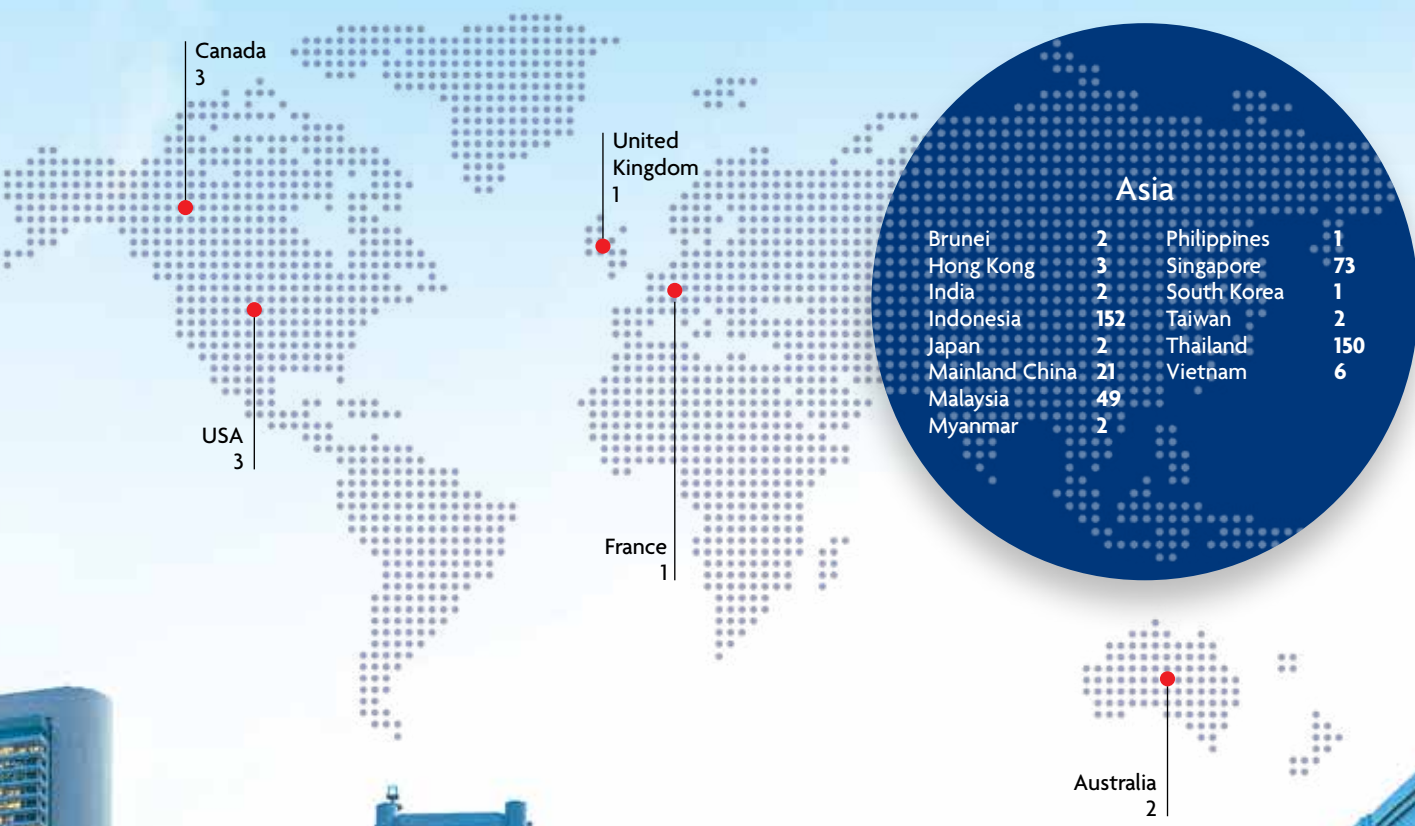 Canada
3
United
Kingdom
1
USA
3
France
1
Asia
Brunei 2
Hong Kong 3
India 2
Indonesia 152
Japan 2
Mainland China 21
Malaysia 49
Myanmar 2
Philippines 1
Singapore 73
South Korea 1
Taiwan 2
Thailand 150
Vietnam 6
Australia
2